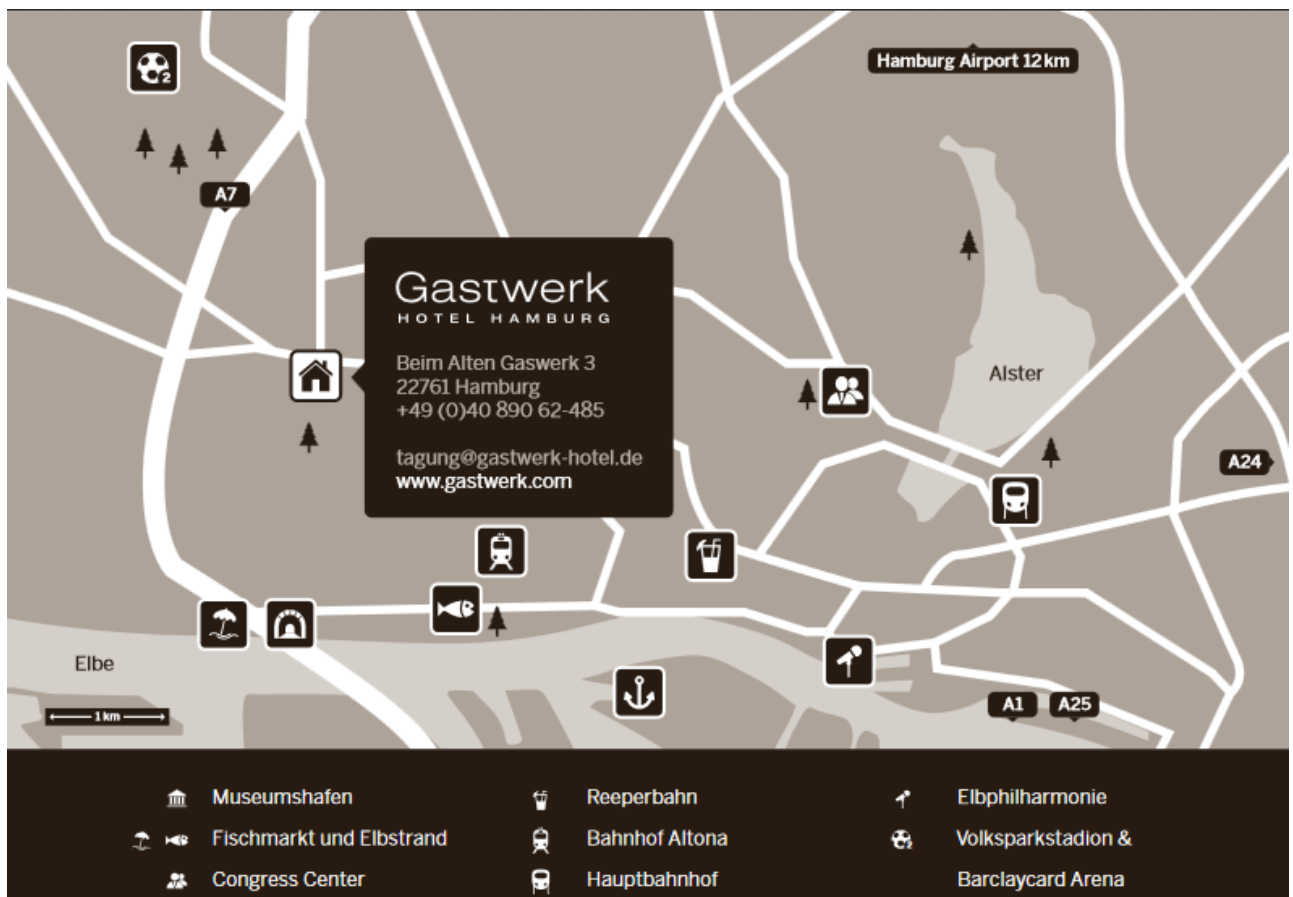 2
Hamburg Airport 12 km
A7
Gastwerk
HOTEL HAMBURG
Beim Alten Gaswerk 3
22761 Hamburg
+49 (0)40 890 62-485
tagung@gastwerk-hotel.de
www.gastwerk.com
Alster
A24
Elbe
1 km
A1
A25
Museumshafen
Fischmarkt und Elbstrand
Congress Center
Reeperbahn
Bahnhof Altona
Hauptbahnhof
Elbphilharmonie
2
Volksparkstadion &
Barclaycard Arena